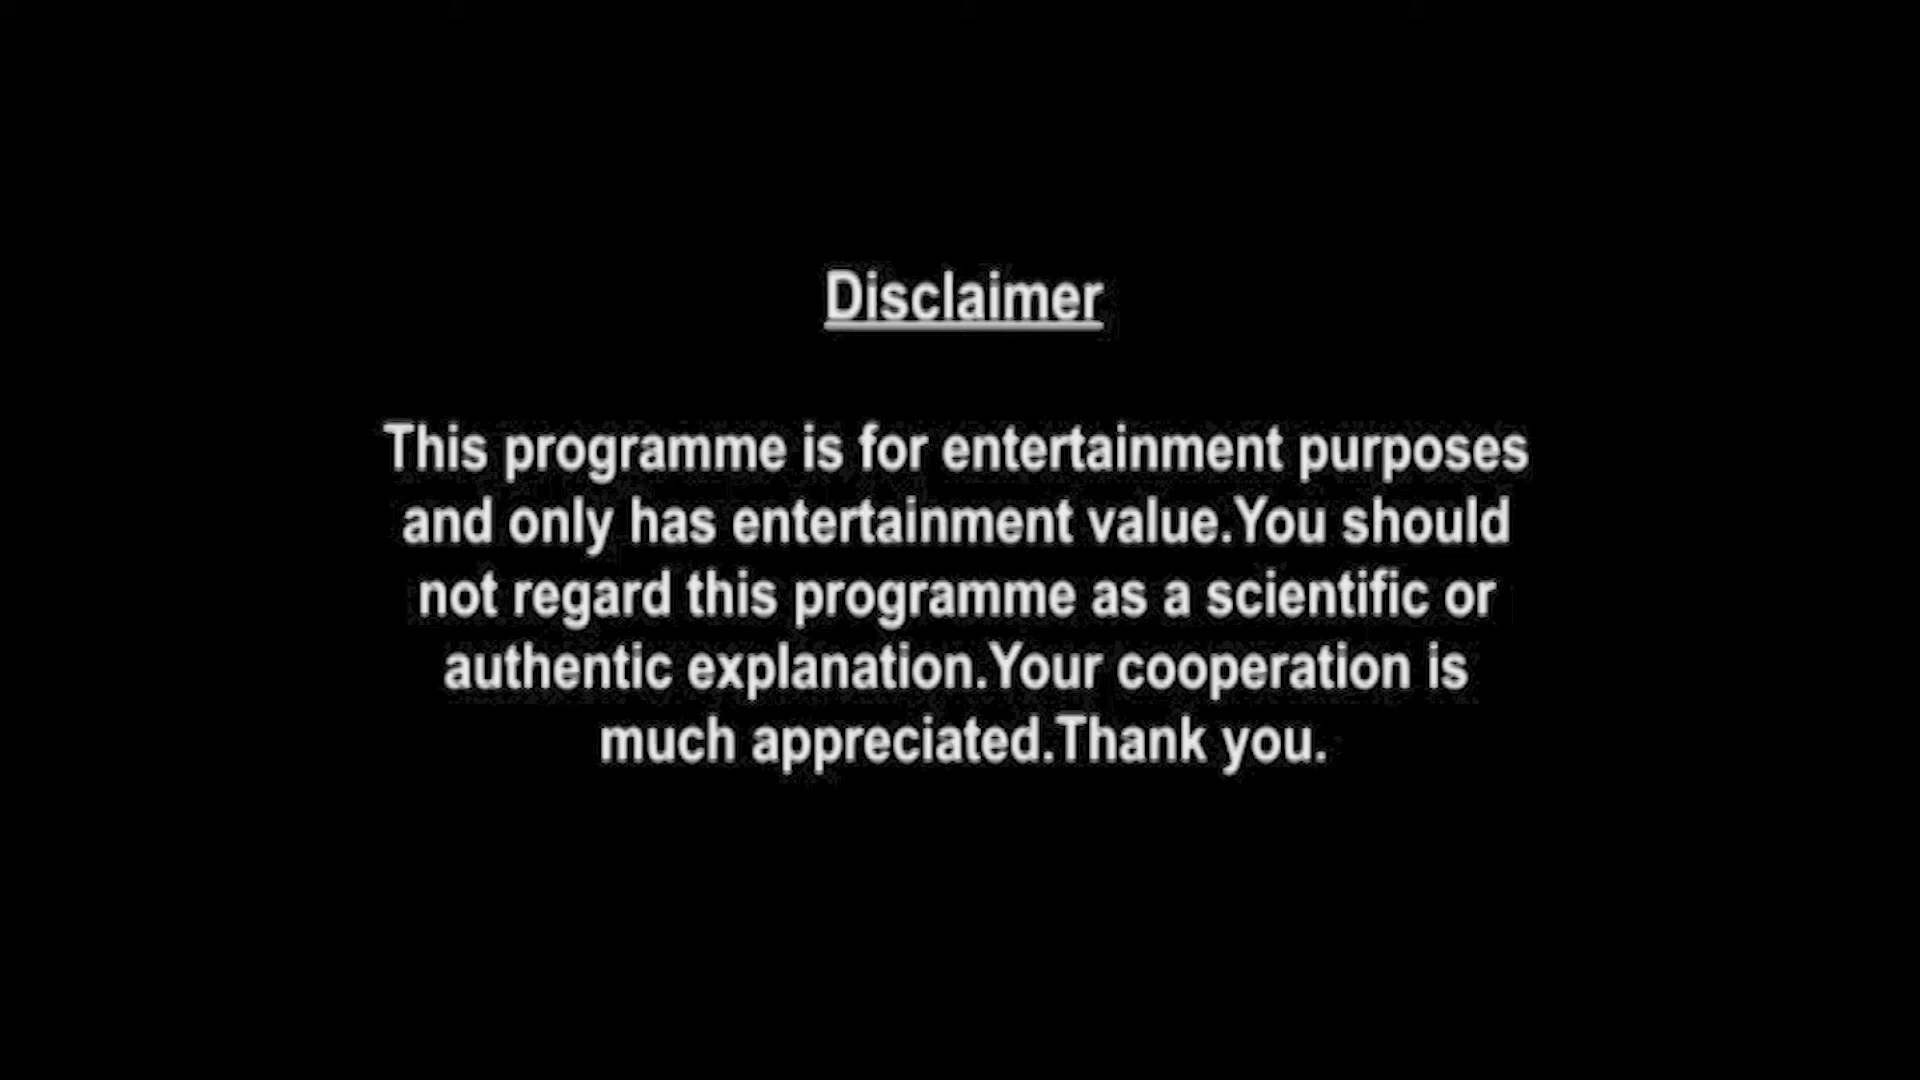 Disclaimer
This programme is for entertainment purposes
and only has entertainment value.You should
not regard this programme as a scientific or
authentic explanation.Your cooperation is
much appreciated.Thank you.